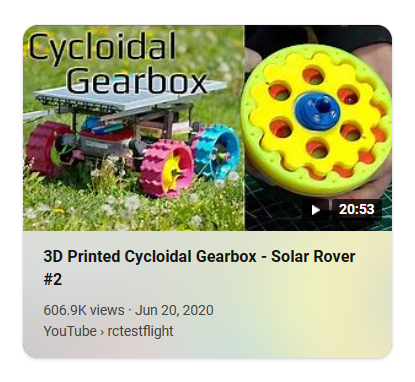 Cycloidal
Gearbox
20:53
3D Printed Cycloidal Gearbox - Solar Rover
#2
606.9K views · Jun 20, 2020
YouTube › rctestflight